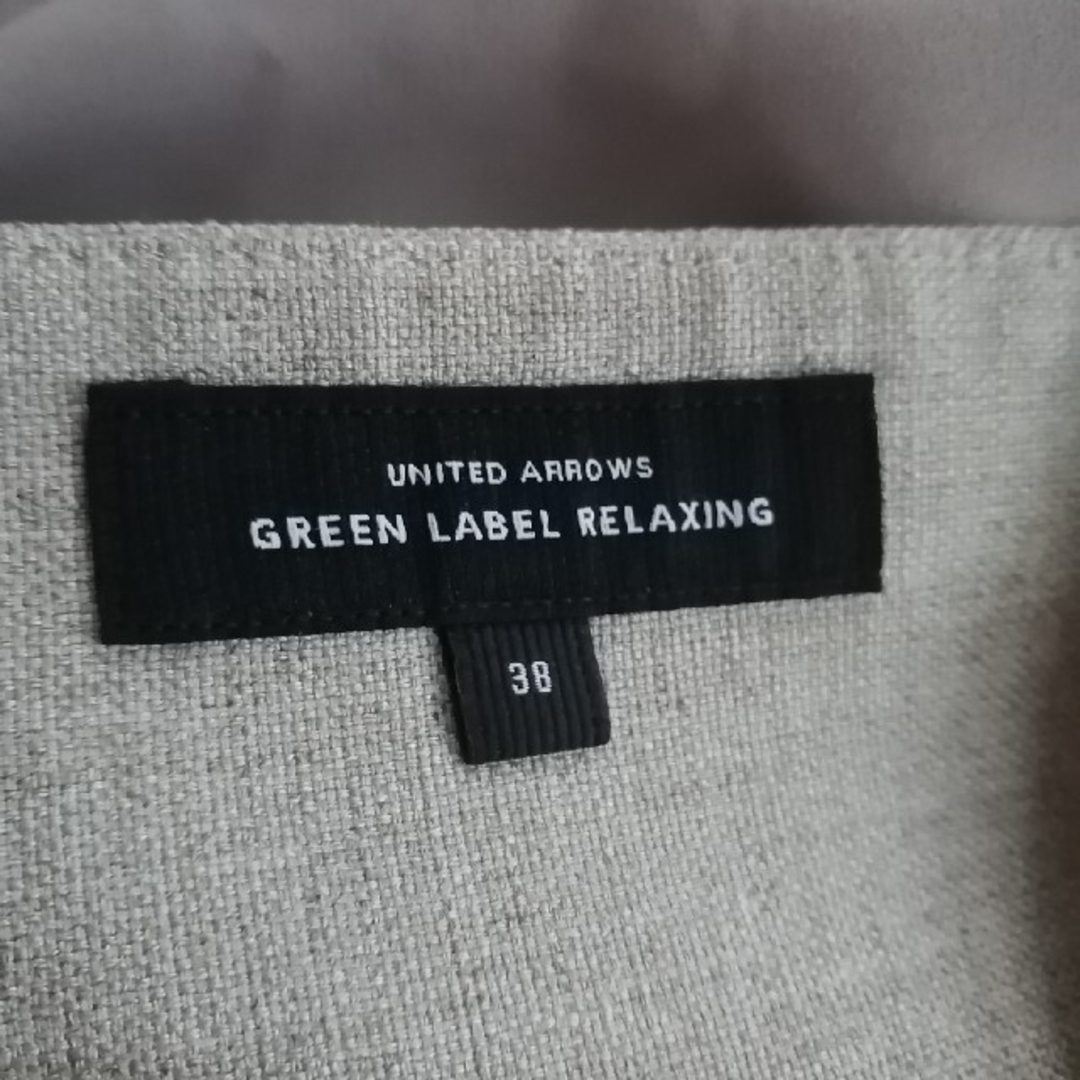 UNITED ARROWS
GREEN LABEL RELAXING
38